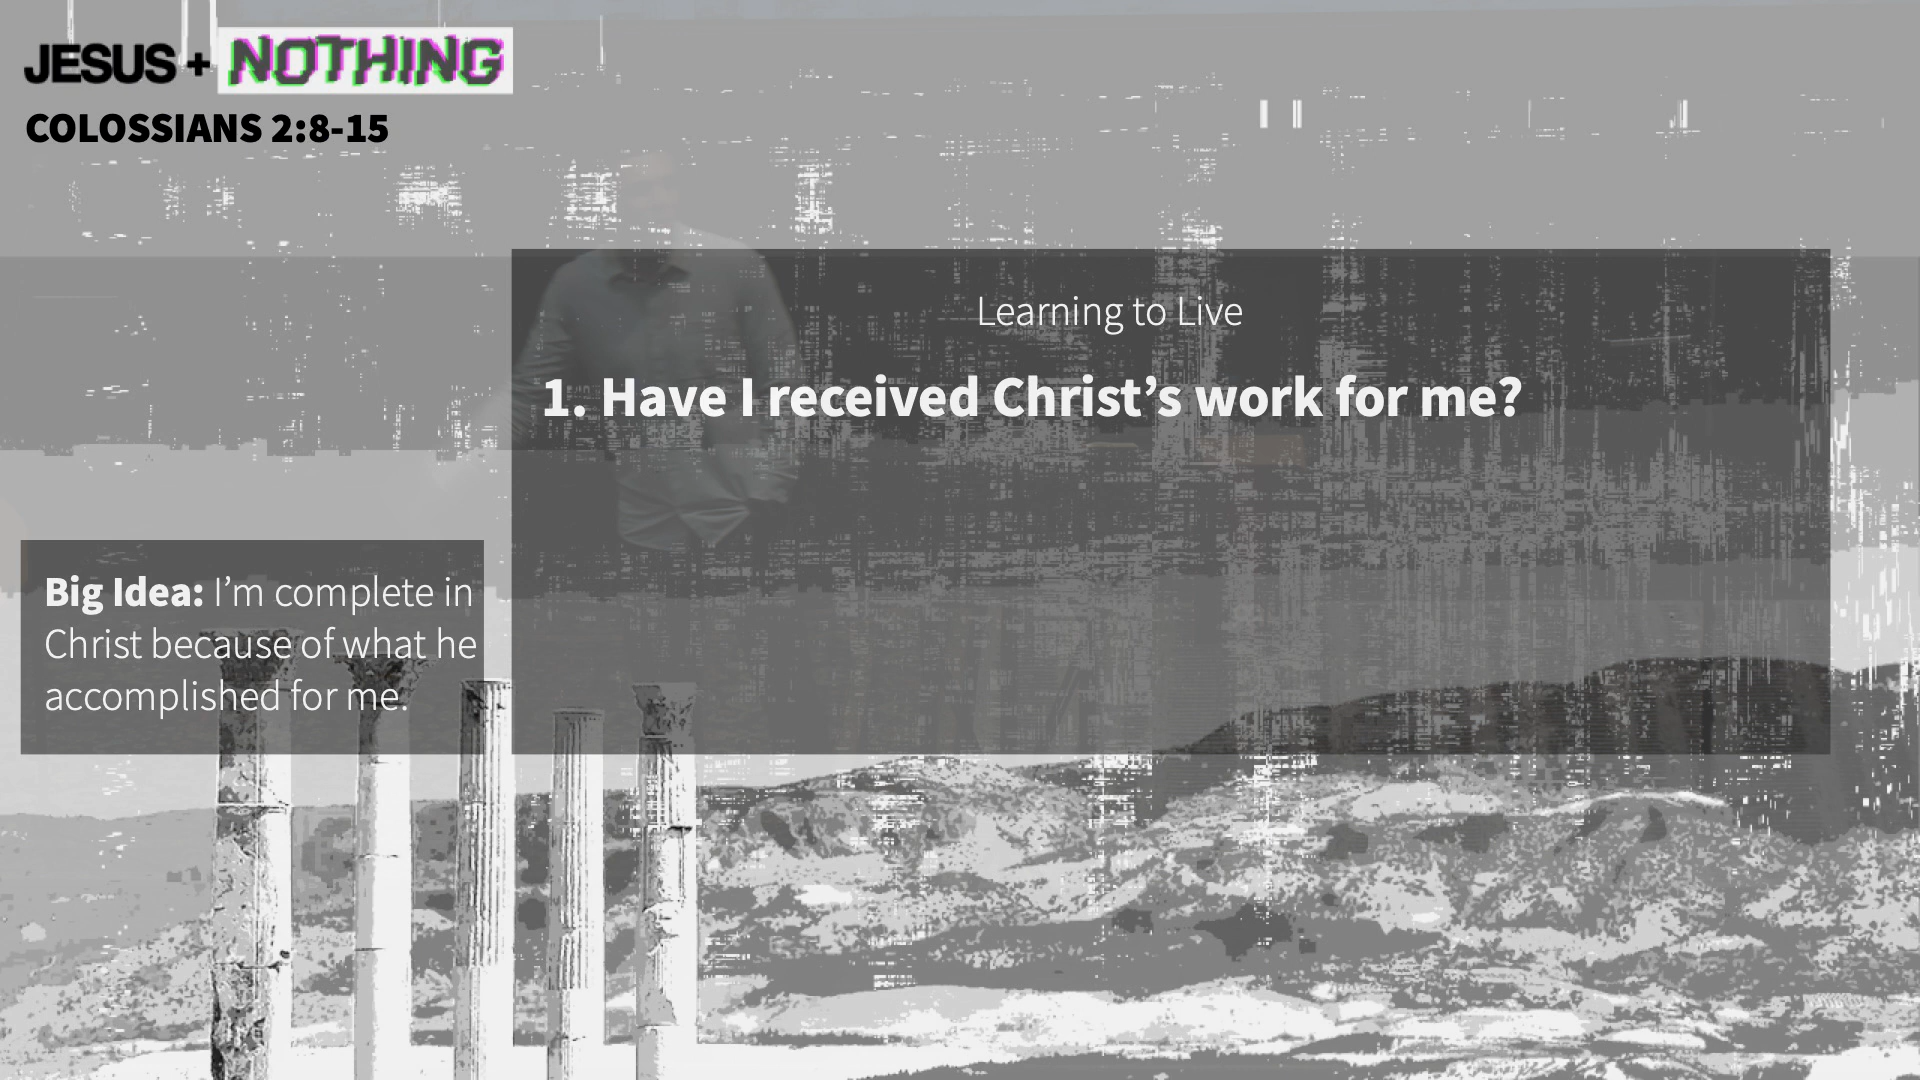 JESUS + NOTHING
COLOSSIANS 2:8-15
Learning to Live
1. Have I received Christ’s work for me?
Big Idea: I’m complete in
Christ because of what he
accomplished for me.